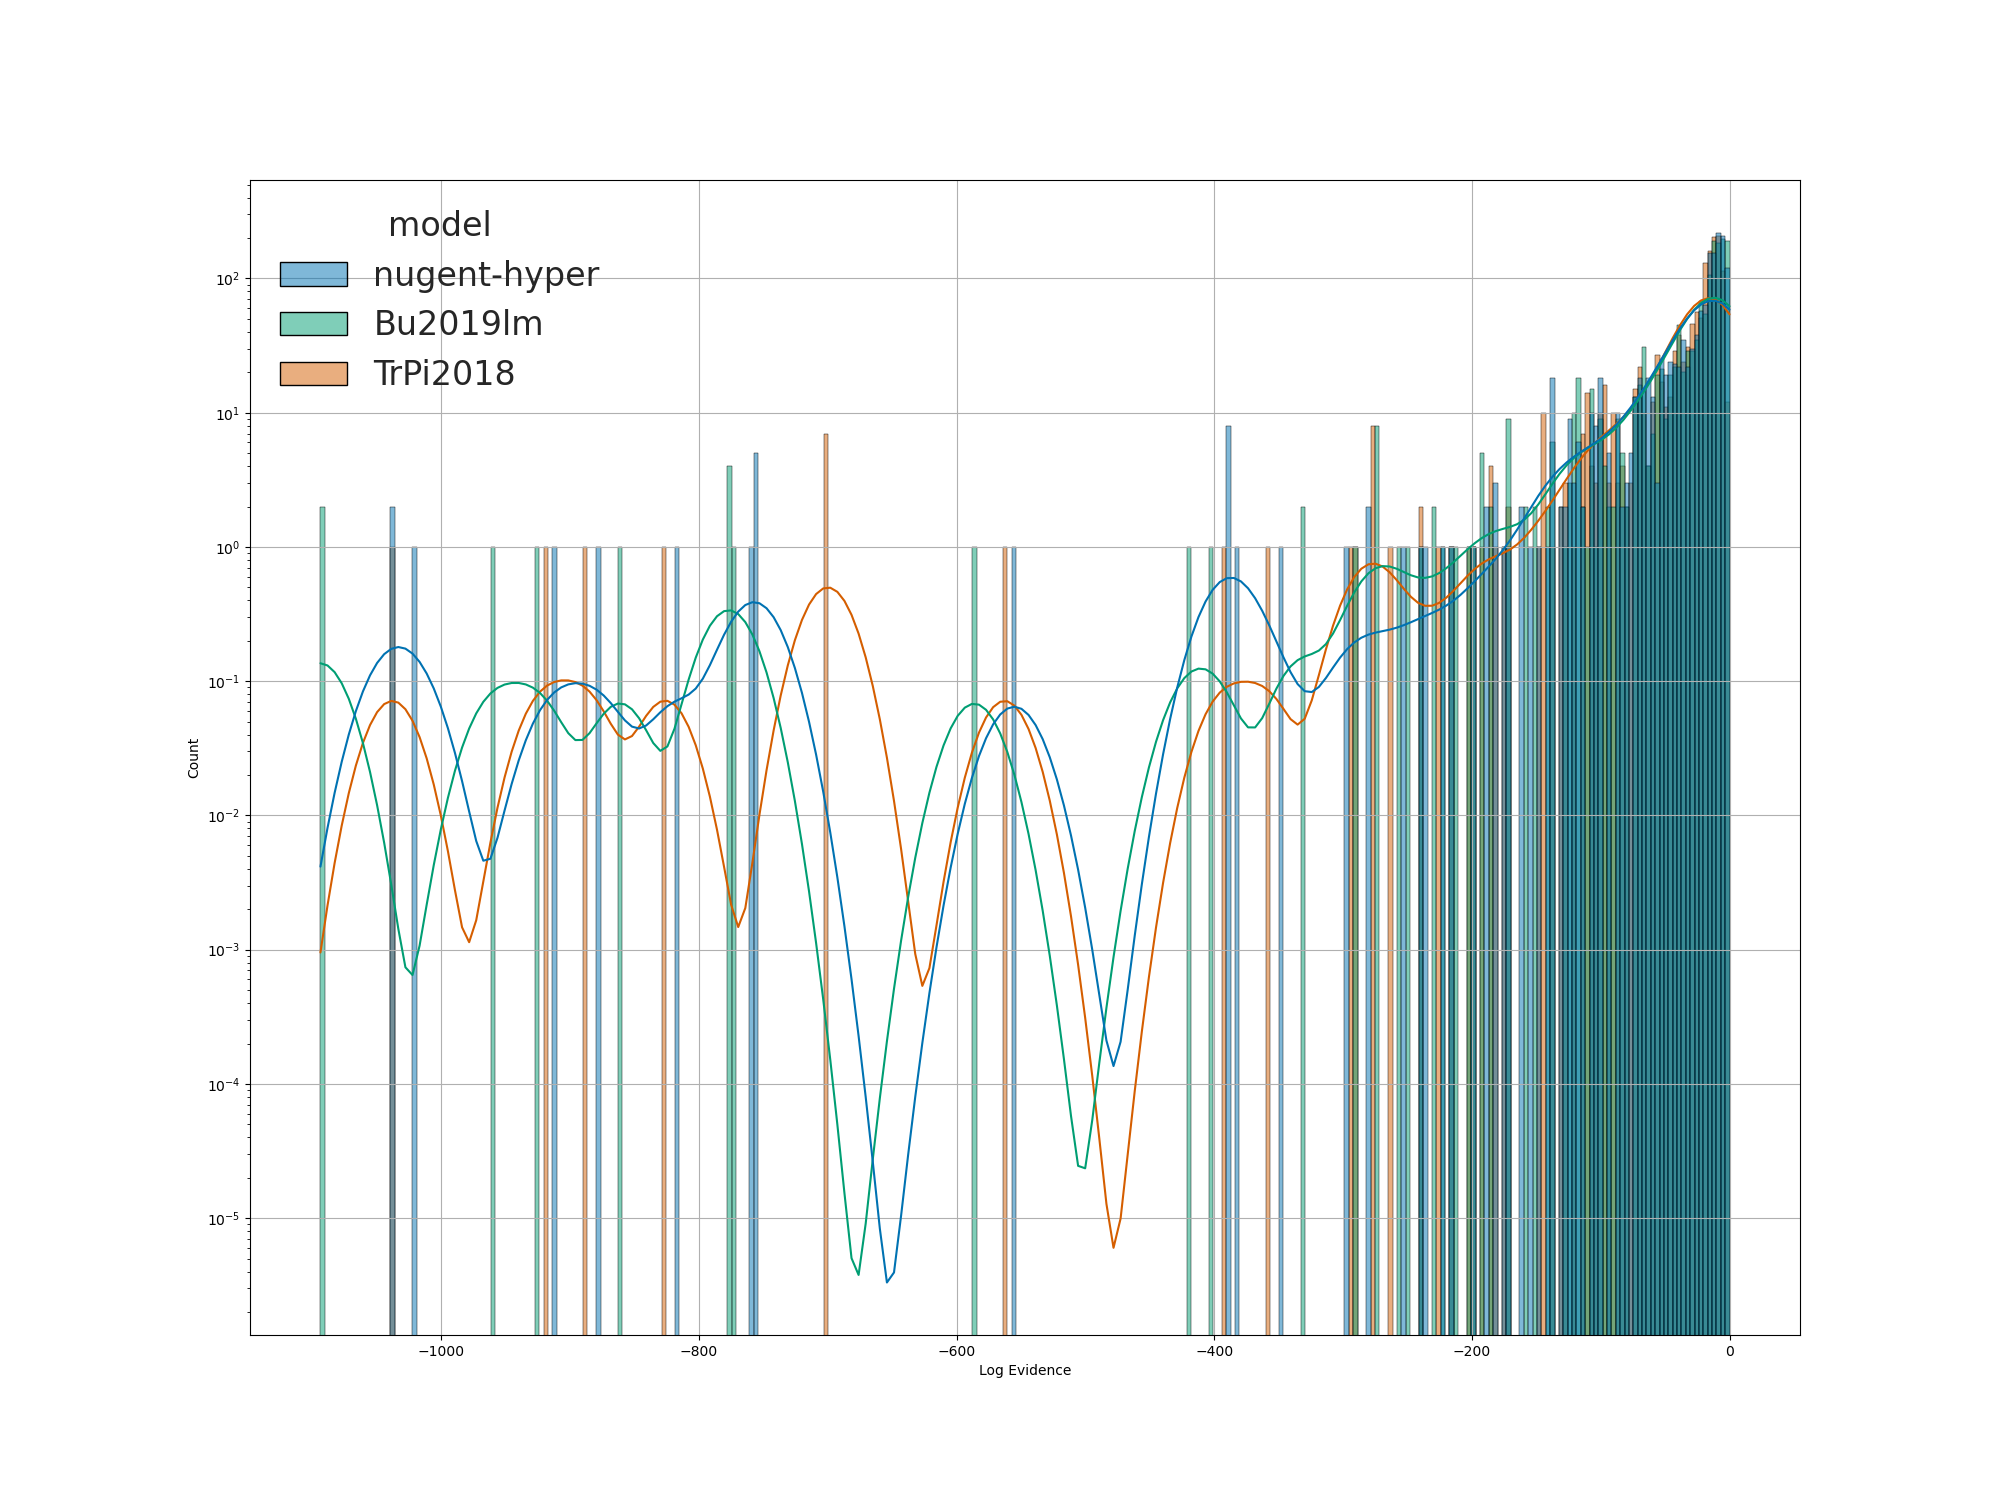 model
nugent-hyper
Bu2019lm
TrPi2018
10²
10¹
10⁰
10⁻¹
10⁻²
10⁻³
10⁻⁴
10⁻⁵
Count
−1000 −800 −600 −400 −200 0
Log Evidence